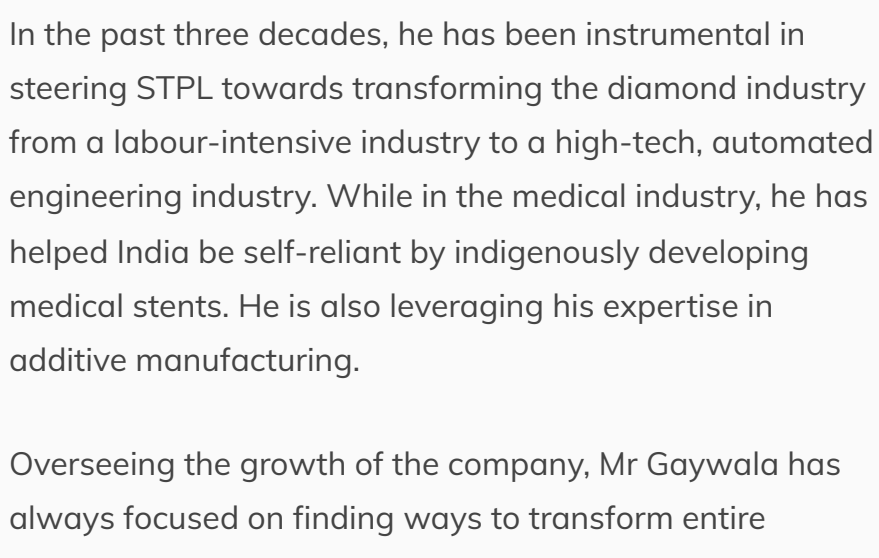 In the past three decades, he has been instrumental in
steering STPL towards transforming the diamond industry
from a labour-intensive industry to a high-tech, automated
engineering industry. While in the medical industry, he has
helped India be self-reliant by indigenously developing
medical stents. He is also leveraging his expertise in
additive manufacturing.
Overseeing the growth of the company, Mr Gaywala has
always focused on finding ways to transform entire